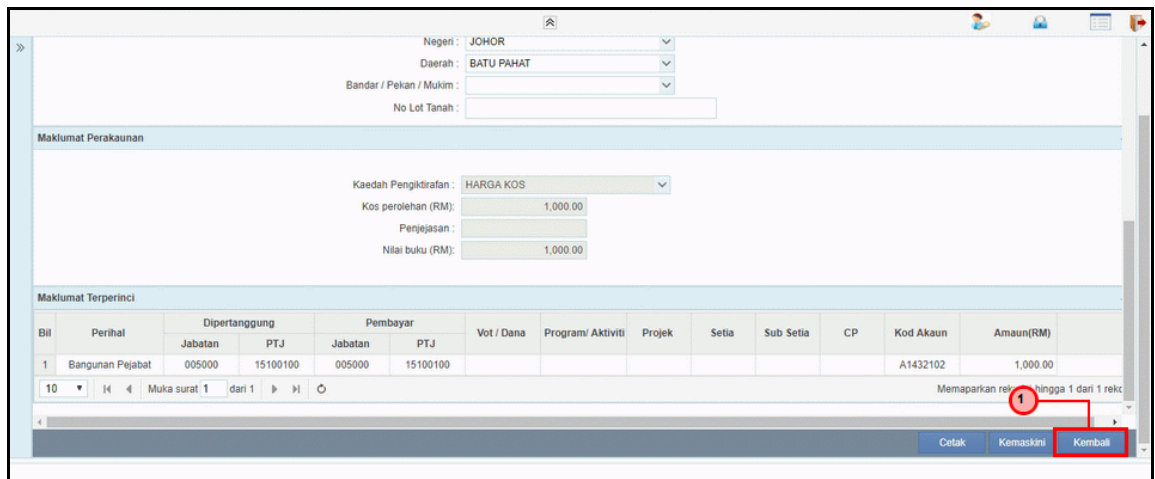 Negeri : JOHOR
Daerah : BATU PAHAT
Bandar / Pekan / Mukim :
No Lot Tanah :
Maklumat Perakaunan
Kaedah Pengiktirafan : HARGA KOS
Kos perolehan (RM): 1,000.00
Penjejasan :
Nilai buku (RM): 1,000.00
Maklumat Terperinci
Bil Perihal Dipertanggung Pembayar Vot / Dana Program/ Aktiviti Projek Setia Sub Setia CP Kod Akaun Amaun(RM)
Jabatan PTJ Jabatan PTJ
1 Bangunan Pejabat 005000 15100100 005000 15100100 A1432102 1,000.00
10 Muka surat 1 dari 1 Memaparkan hingga 1 dari 1
1
Cetak Kemaskini Kembali